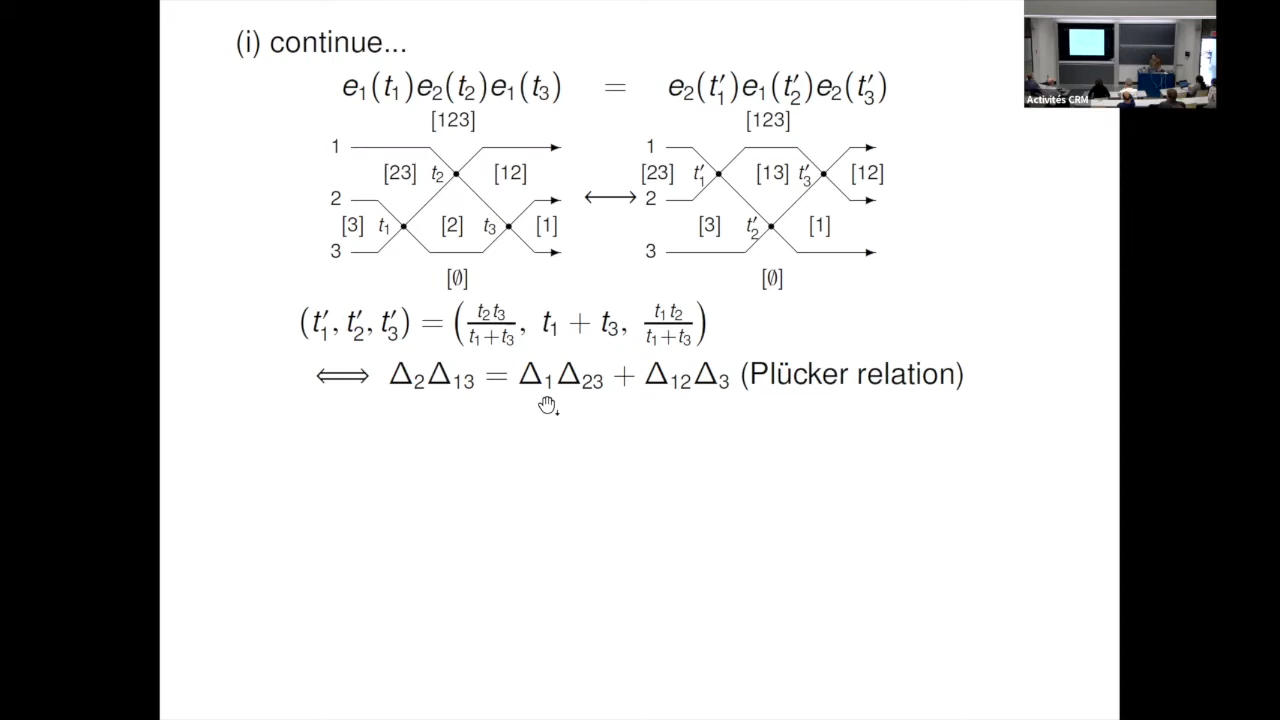 (i) continue...
e₁(t₁)e₂(t₂)e₁(t₃) = e₂(t′₁)e₁(t′₂)e₂(t′₃)
[123] [123]
1 1
[23] t₂ [12] [23] t′₁ [13] t′₃ [12]
2 ⟷ 2
[3] t₁ [2] t₃ [1] [3] t′₂ [1]
3 3
[∅] [∅]
(t′₁, t′₂, t′₃) = (t₂t₃/(t₁+t₃), t₁ + t₃, t₁t₂/(t₁+t₃))
⟺ Δ₂Δ₁₃ = Δ₁Δ₂₃ + Δ₁₂Δ₃ (Plücker relation)
Activités CRM